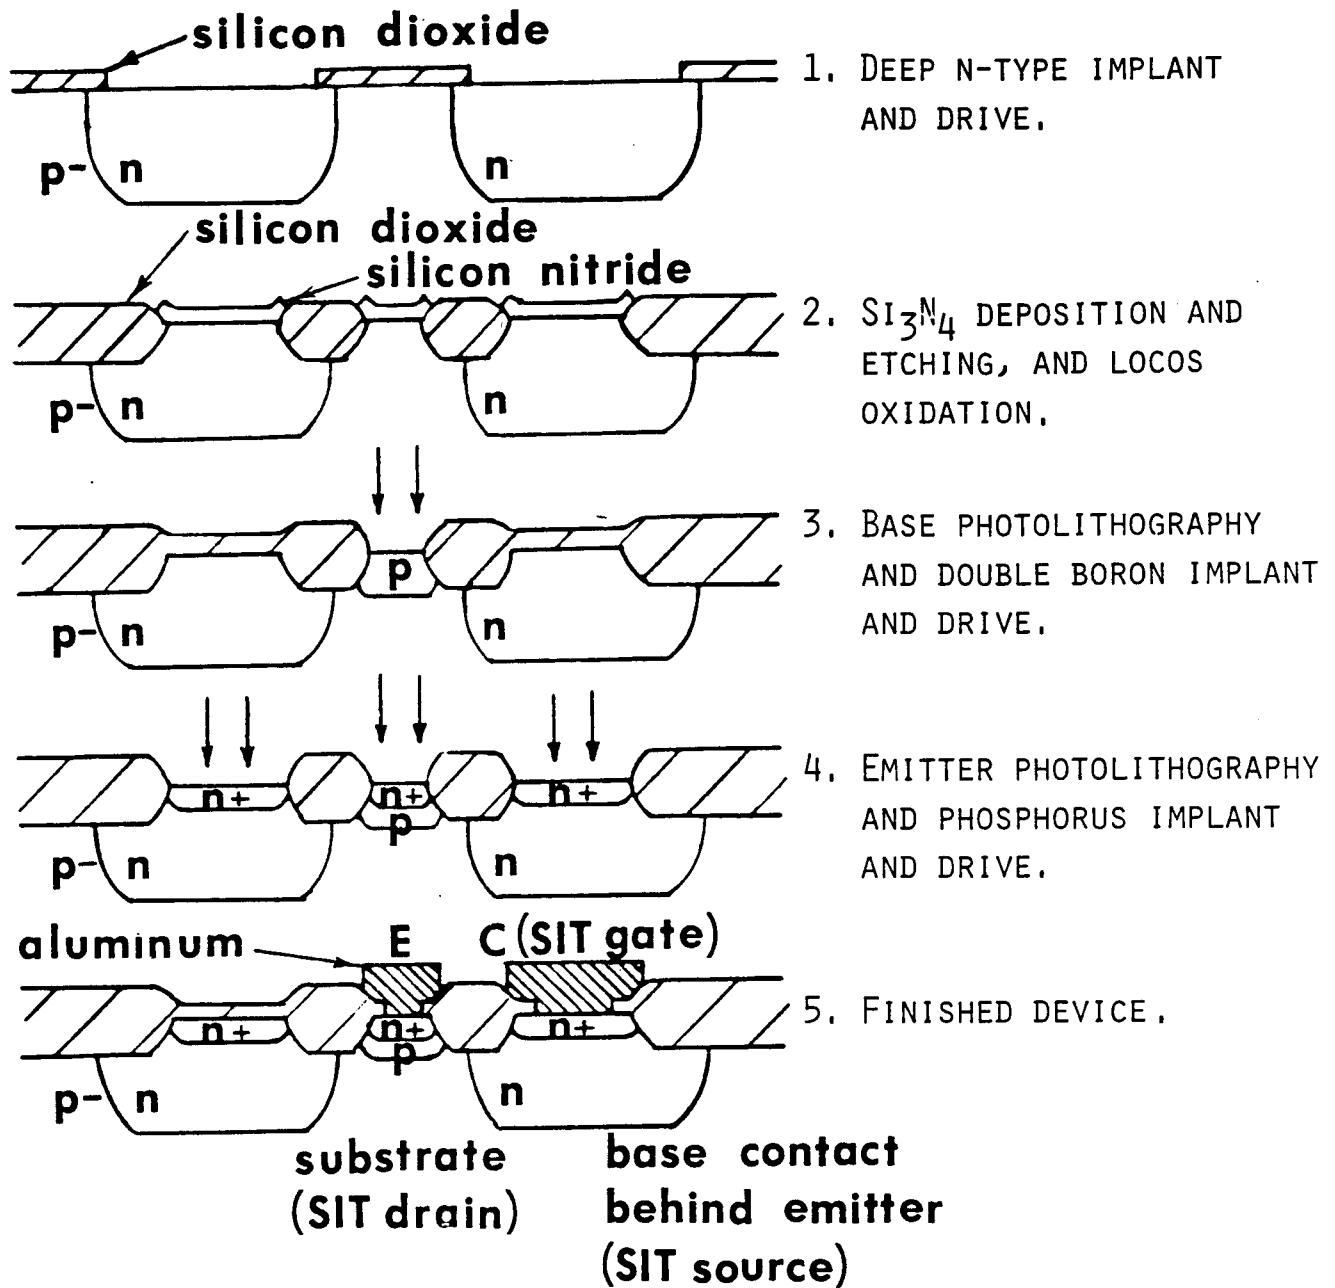 silicon dioxide
1. DEEP N-TYPE IMPLANT
AND DRIVE.
p- n
n
silicon dioxide
silicon nitride
2. SI3N4 DEPOSITION AND
ETCHING, AND LOCOS
OXIDATION.
p- n
n
3. BASE PHOTOLITHOGRAPHY
AND DOUBLE BORON IMPLANT
AND DRIVE.
p
p- n
n
4. EMITTER PHOTOLITHOGRAPHY
AND PHOSPHORUS IMPLANT
AND DRIVE.
n+
n+
n+
p
p- n
n
aluminum
E
C (SIT gate)
5. FINISHED DEVICE.
n+
n+
n+
p
p- n
n
substrate
(SIT drain)
base contact
behind emitter
(SIT source)